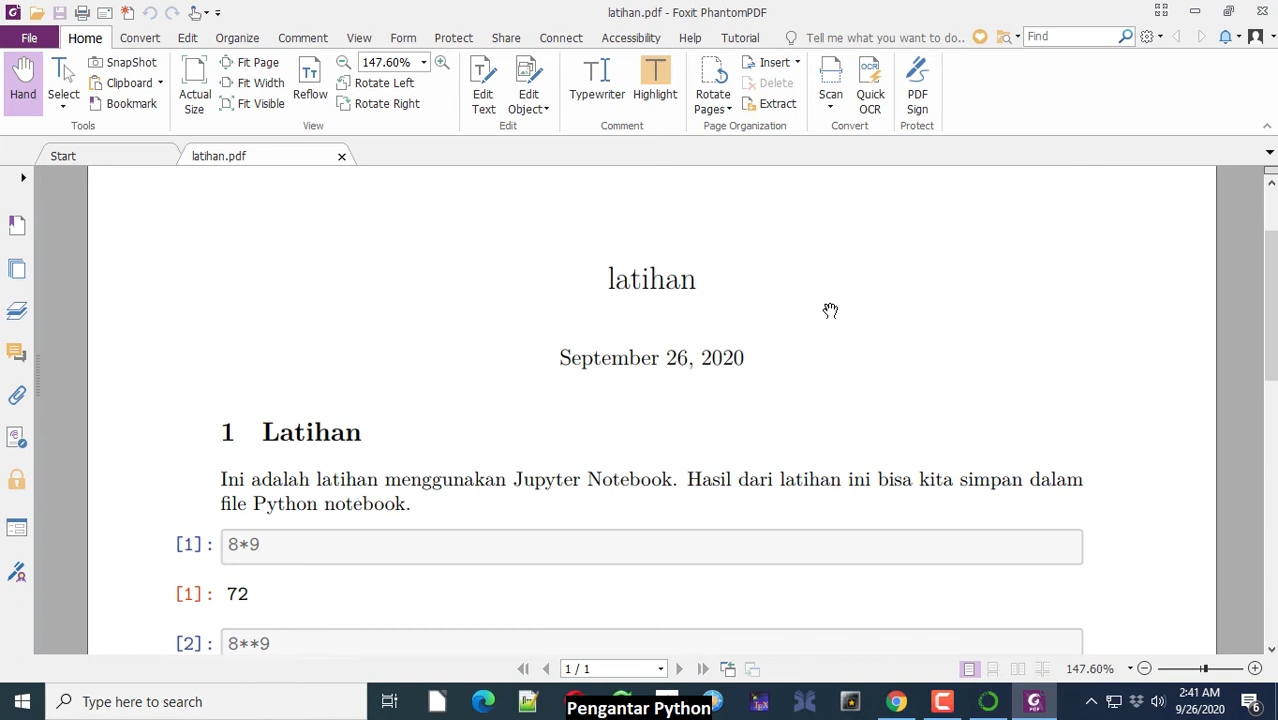 latihan.pdf - Foxit PhantomPDF
File Home Convert Edit Organize Comment View Form Protect Share Connect Accessibility Help Tutorial Tell me what you want to do... Find
Hand
Select
SnapShot
Clipboard
Bookmark
Tools
Actual
Size
Fit Page
Fit Width
Fit Visible
Reflow
147.60%
Rotate Left
Rotate Right
View
Edit
Text
Edit
Object
Edit
Typewriter
Highlight
Comment
Rotate
Pages
Insert
Delete
Extract
Page Organization
Scan
Quick
OCR
Convert
PDF
Sign
Protect
Start
latihan.pdf
latihan
September 26, 2020
1 Latihan
Ini adalah latihan menggunakan Jupyter Notebook. Hasil dari latihan ini bisa kita simpan dalam
file Python notebook.
[1]: 8*9
[1]: 72
[2]: 8**9
1 / 1
147.60%
Type here to search
Pengantar Python
2:41 AM
9/26/2020
6